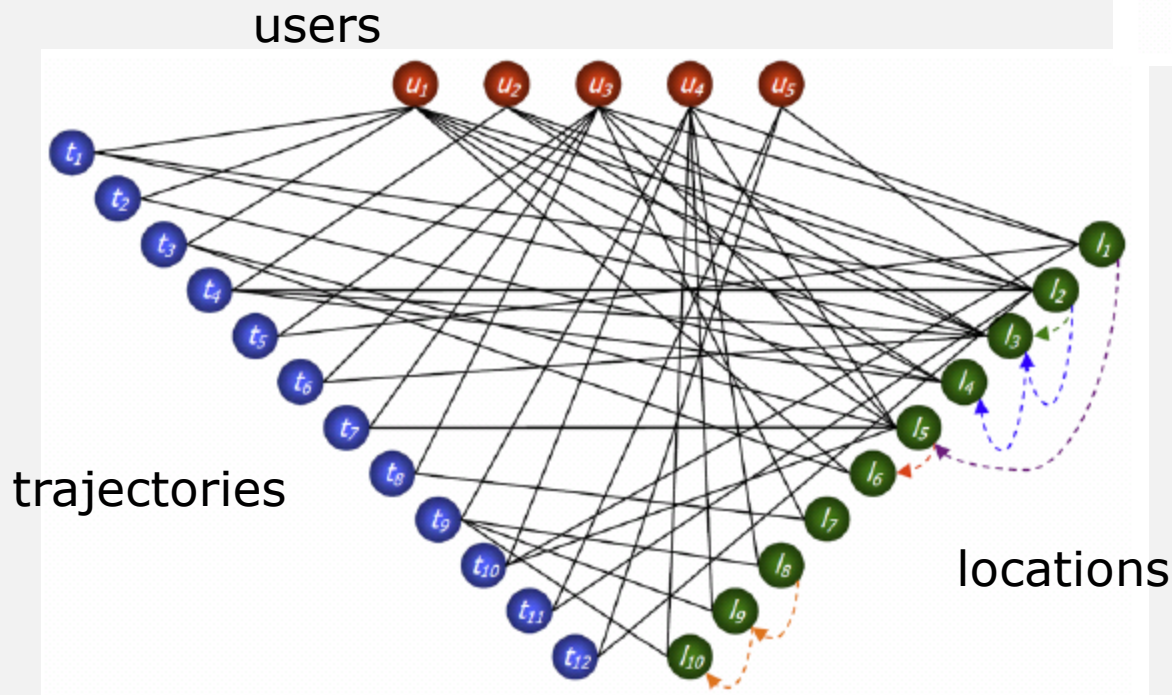 users
u1 u2 u3 u4 u5
t1
t2
t3
t4
t5
t6
t7
t8
t9
t10
t11
t12
trajectories
l1
l2
l3
l4
l5
l6
l7
l8
l9
l10
locations